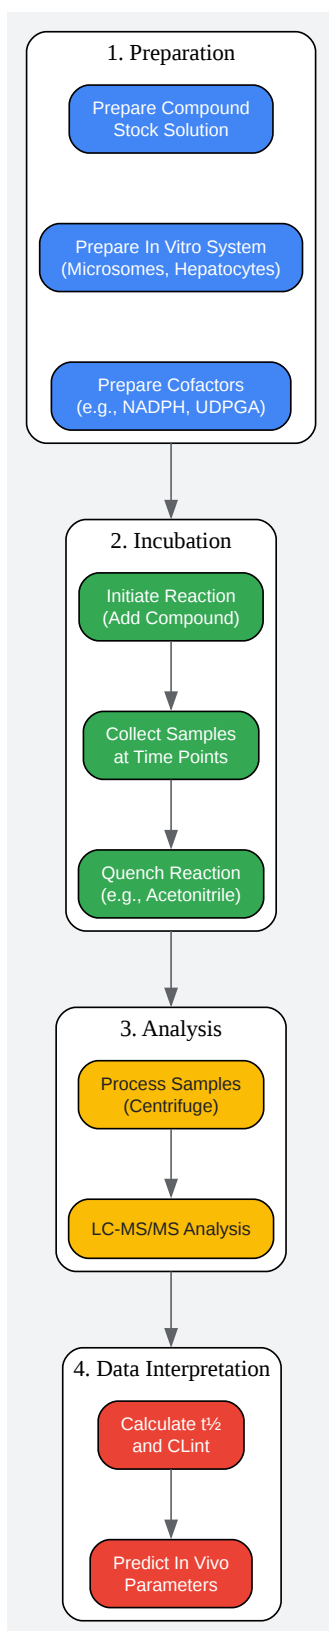 1. Preparation
Prepare Compound
Stock Solution
Prepare In Vitro System
(Microsomes, Hepatocytes)
Prepare Cofactors
(e.g., NADPH, UDPGA)
2. Incubation
Initiate Reaction
(Add Compound)
Collect Samples
at Time Points
Quench Reaction
(e.g., Acetonitrile)
3. Analysis
Process Samples
(Centrifuge)
LC-MS/MS Analysis
4. Data Interpretation
Calculate t½
and CLint
Predict In Vivo
Parameters